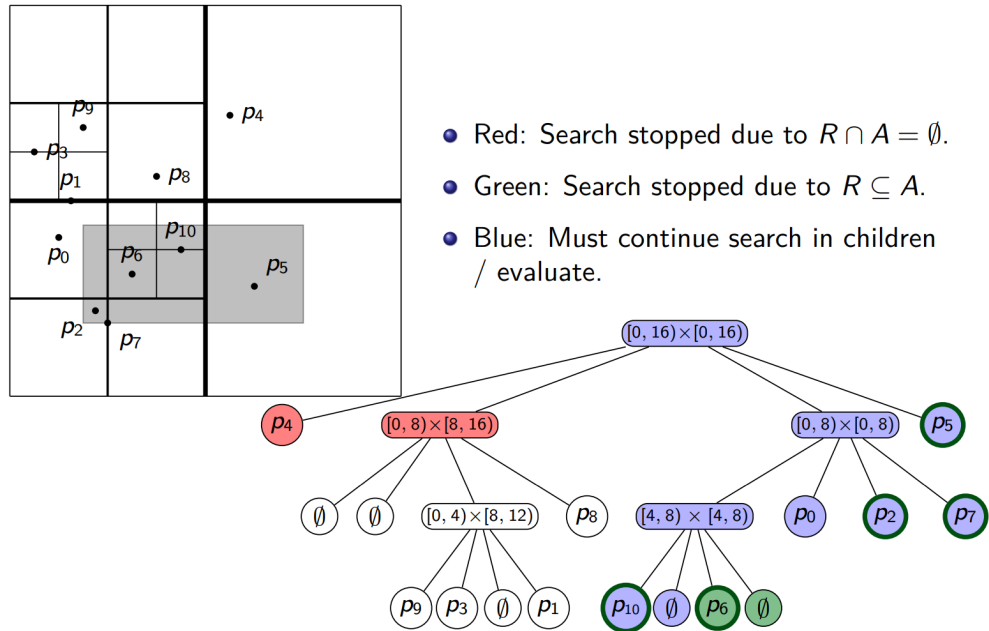 p₉
p₄
p₃
p₈
p₁
p₁₀
p₀
p₆
p₅
p₂
p₇
Red: Search stopped due to R ∩ A = ∅.
Green: Search stopped due to R ⊆ A.
Blue: Must continue search in children
/ evaluate.
[0, 16)×[0, 16)
p₄ [0, 8)×[8, 16) [0, 8)×[0, 8) p₅
∅ ∅ [0, 4)×[8, 12) p₈ [4, 8) × [4, 8) p₀ p₂ p₇
p₉ p₃ ∅ p₁ p₁₀ ∅ p₆ ∅